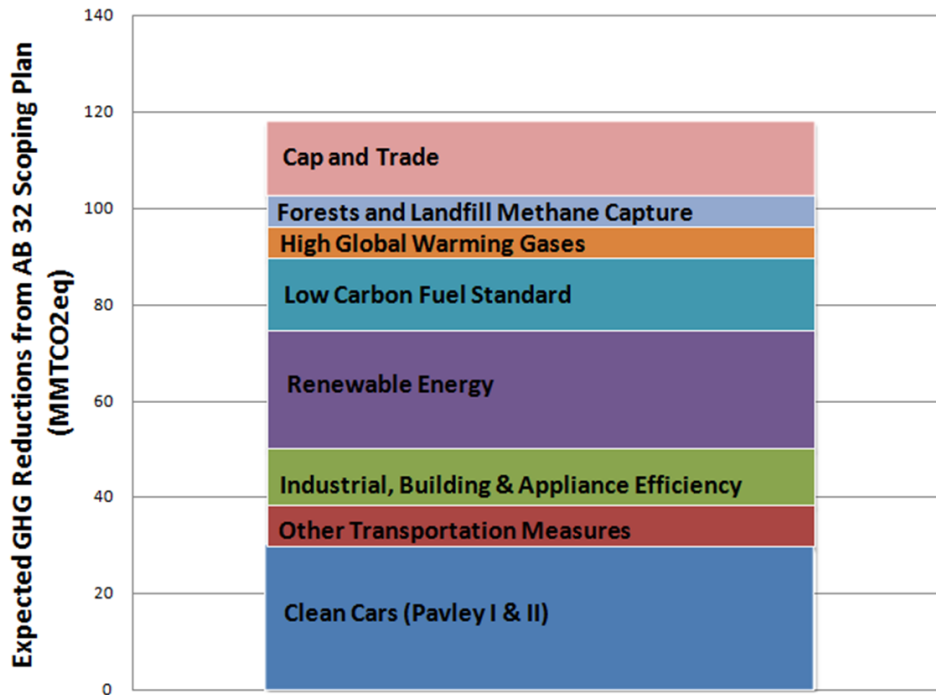 Expected GHG Reductions from AB 32 Scoping Plan
(MMTCO2eq)
140
120
100
80
60
40
20
0
Cap and Trade
Forests and Landfill Methane Capture
High Global Warming Gases
Low Carbon Fuel Standard
Renewable Energy
Industrial, Building & Appliance Efficiency
Other Transportation Measures
Clean Cars (Pavley I & II)